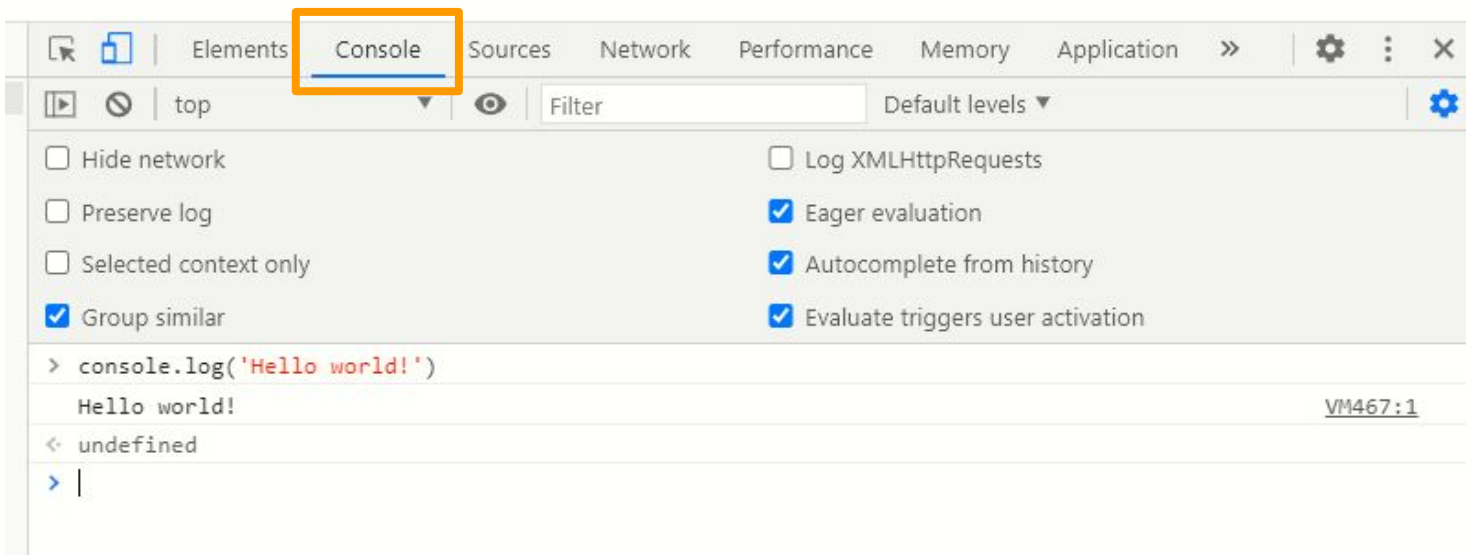 Elements Console Sources Network Performance Memory Application »
top Filter Default levels ▼
Hide network Log XMLHttpRequests
Preserve log Eager evaluation
Selected context only Autocomplete from history
Group similar Evaluate triggers user activation
> console.log('Hello world!')
Hello world! VM467:1
<· undefined
>